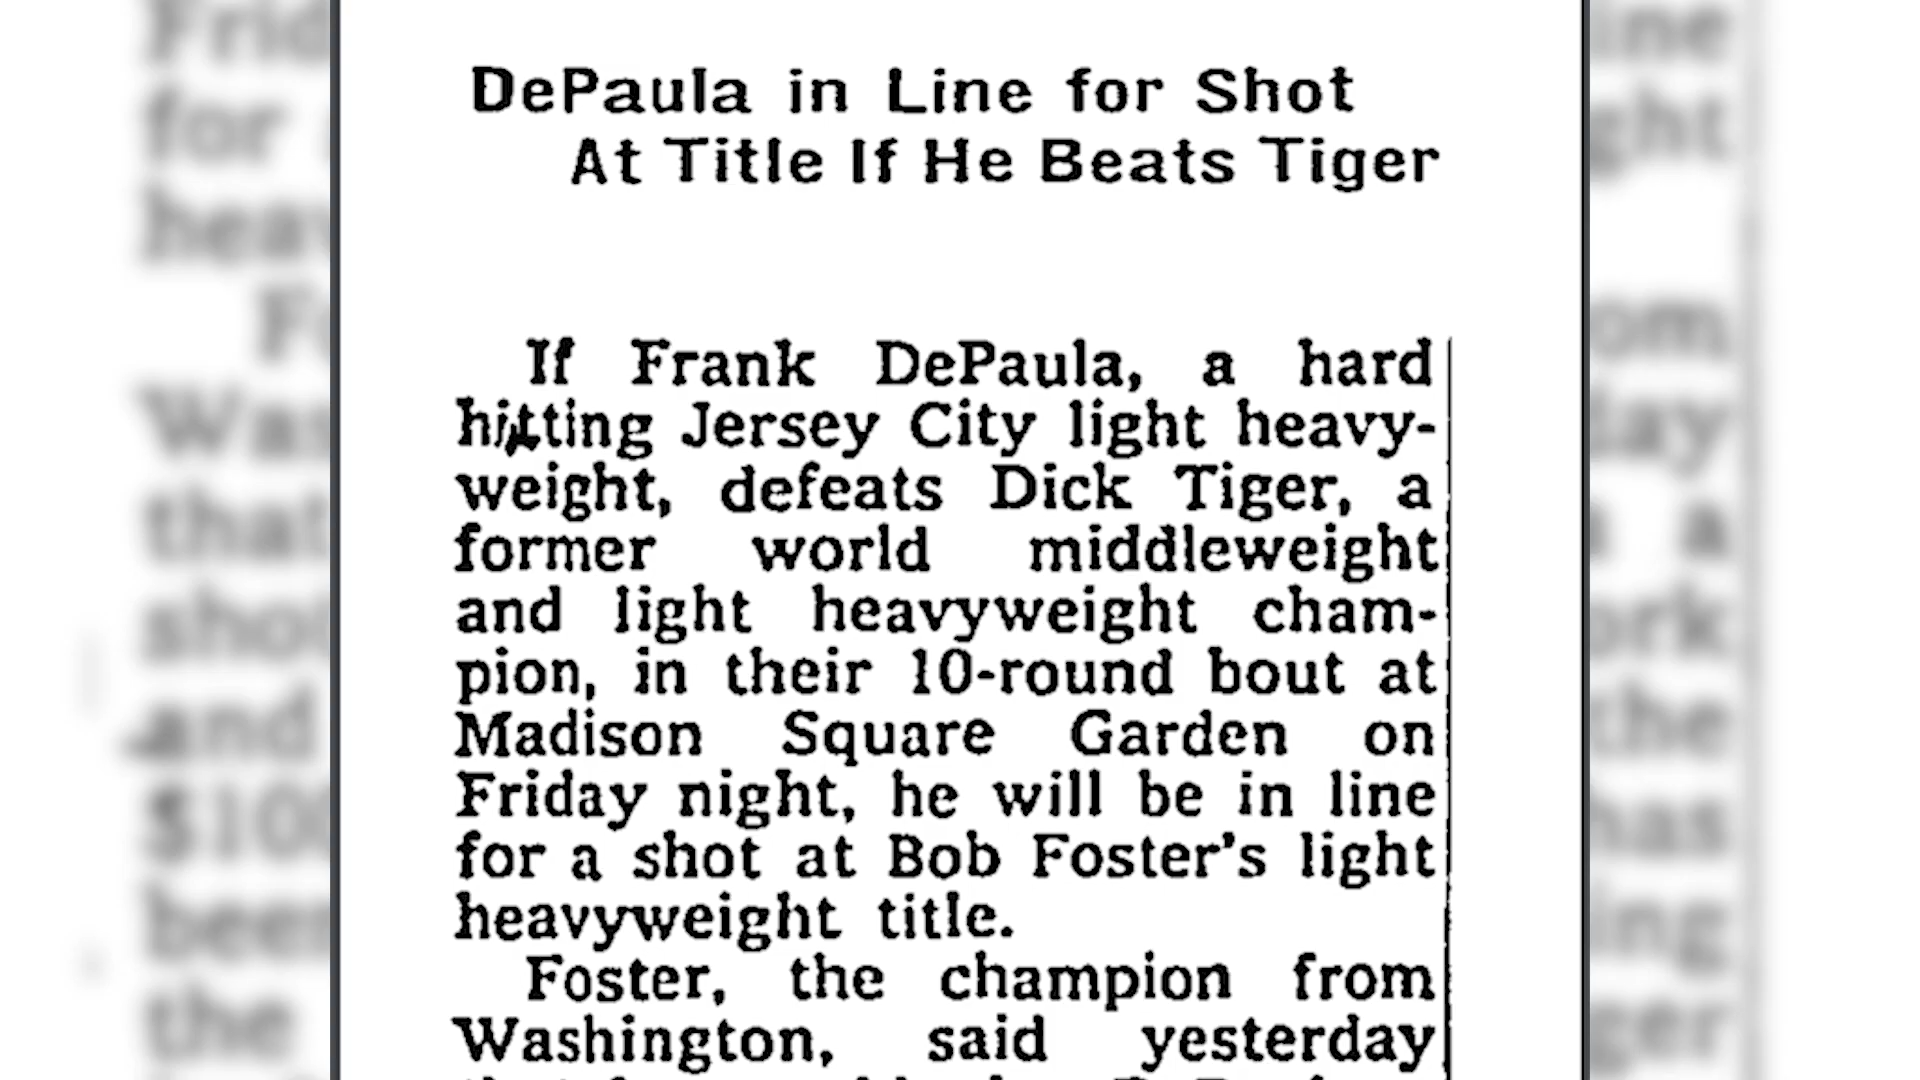 DePaula in Line for Shot
At Title If He Beats Tiger
If Frank DePaula, a hard
hitting Jersey City light heavy-
weight, defeats Dick Tiger, a
former world middleweight
and light heavyweight cham-
pion, in their 10-round bout at
Madison Square Garden on
Friday night, he will be in line
for a shot at Bob Foster's light
heavyweight title.
Foster, the champion from
Washington, said yesterday